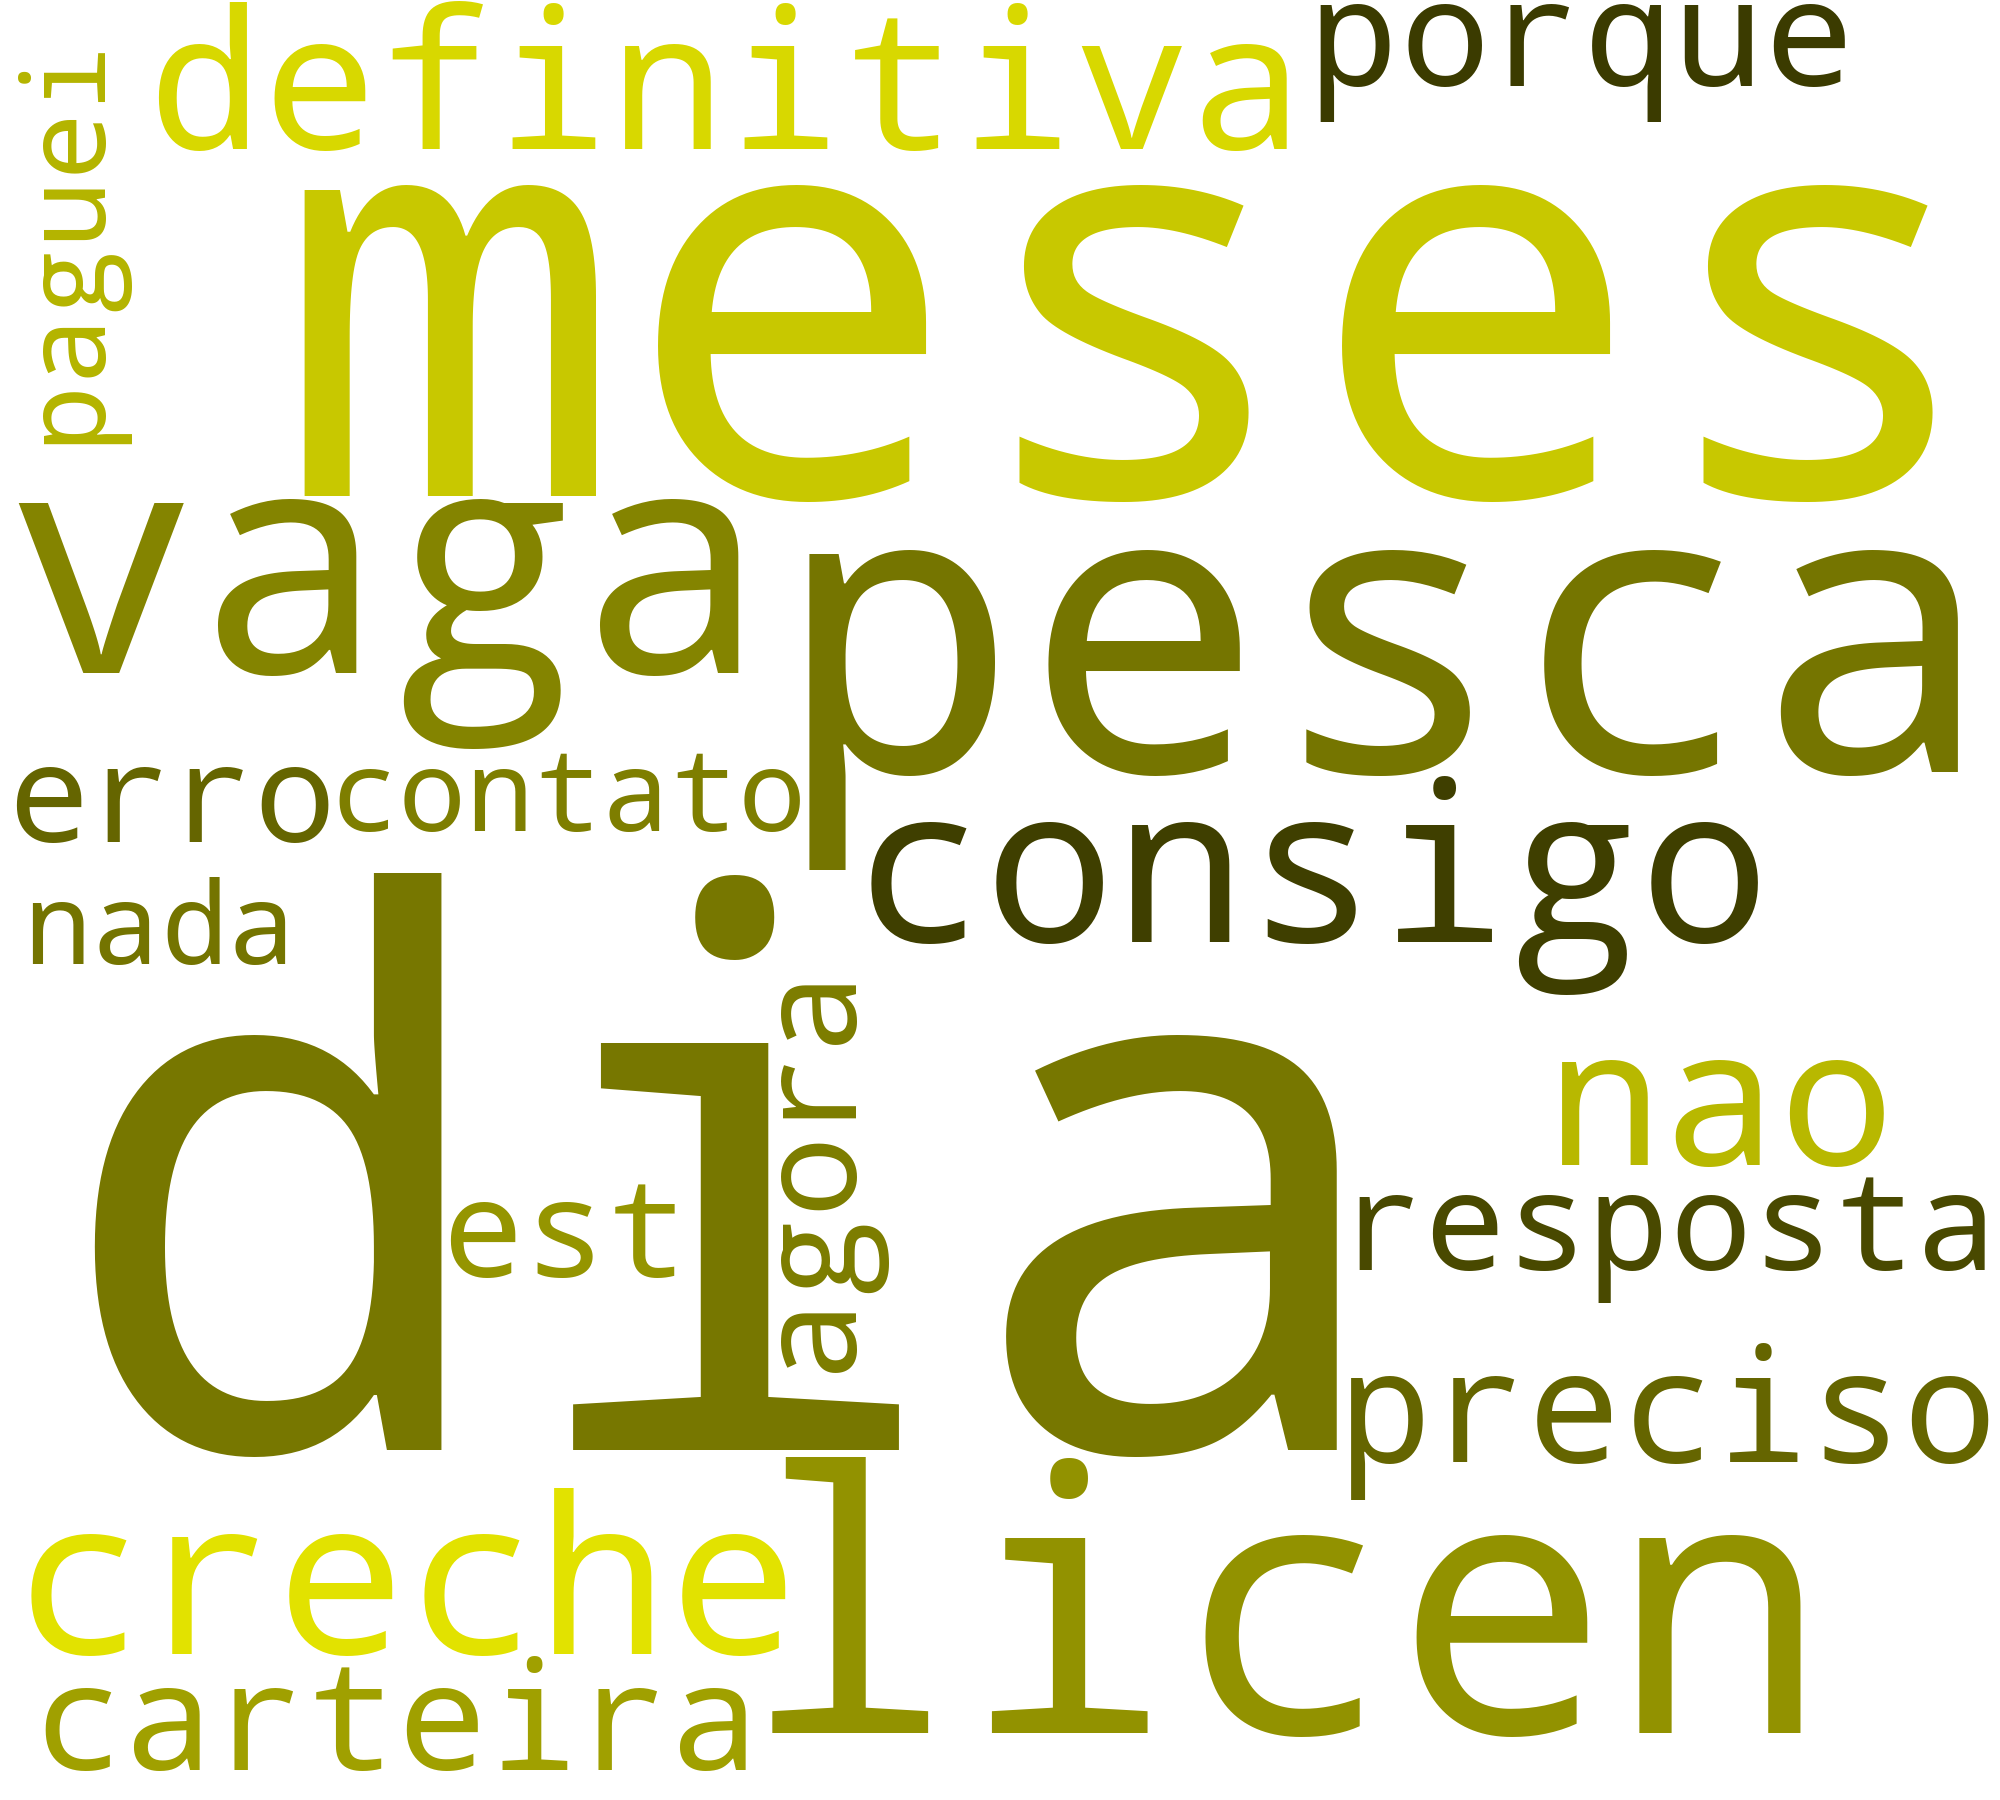 definitiva
porque
paguei
meses
vaga
pesca
erro
contato
consigo
nada
dia
agora
nao
est
resposta
preciso
creche
licen
carteira